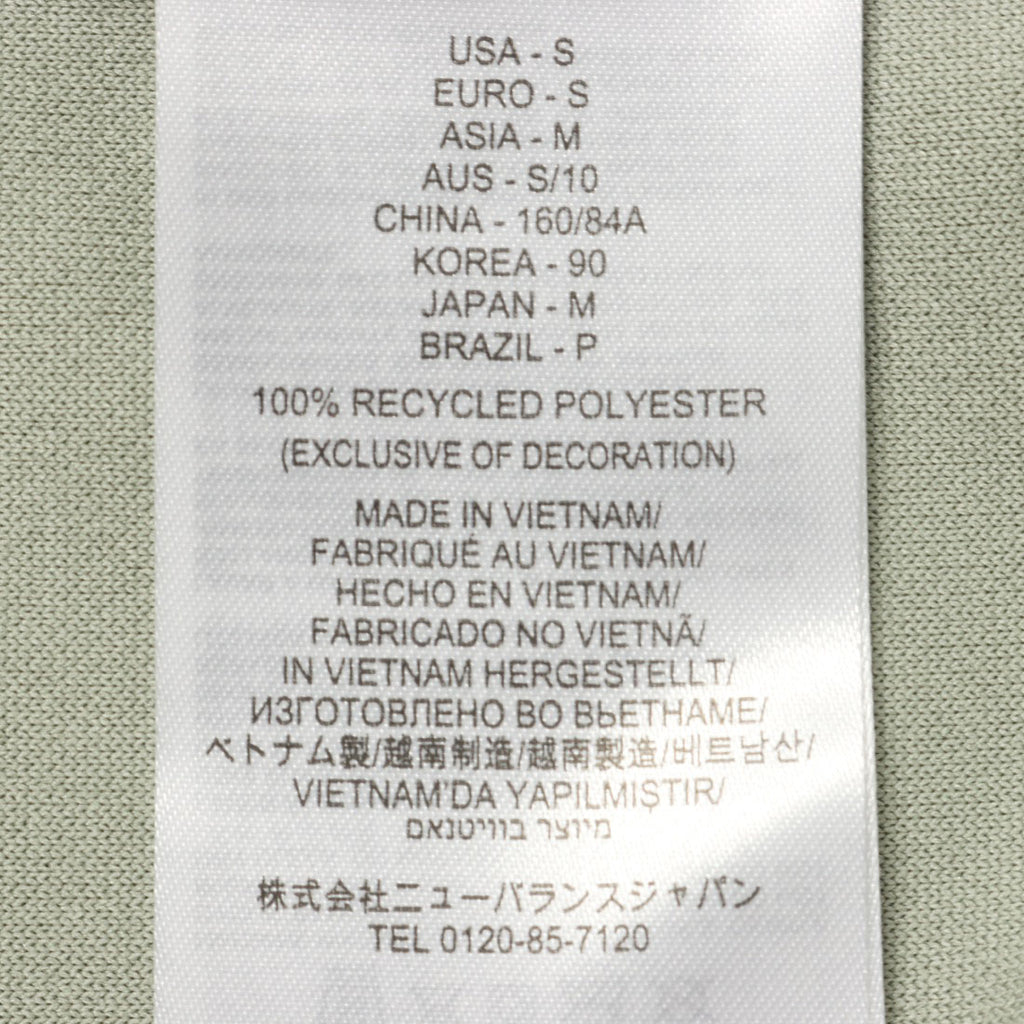 USA - S
EURO - S
ASIA - M
AUS - S/10
CHINA - 160/84A
KOREA - 90
JAPAN - M
BRAZIL - P
100% RECYCLED POLYESTER
(EXCLUSIVE OF DECORATION)
MADE IN VIETNAM/
FABRIQUÉ AU VIETNAM/
HECHO EN VIETNAM/
FABRICADO NO VIETNÃ/
IN VIETNAM HERGESTELLT/
ИЗГОТОВЛЕНО ВО ВЬЕТНАМЕ/
ベトナム製/越南制造/越南製造/베트남산/
VIETNAM'DA YAPILMIŞTIR/
מיוצר בווייטנאם
株式会社ニューバランスジャパン
TEL 0120-85-7120